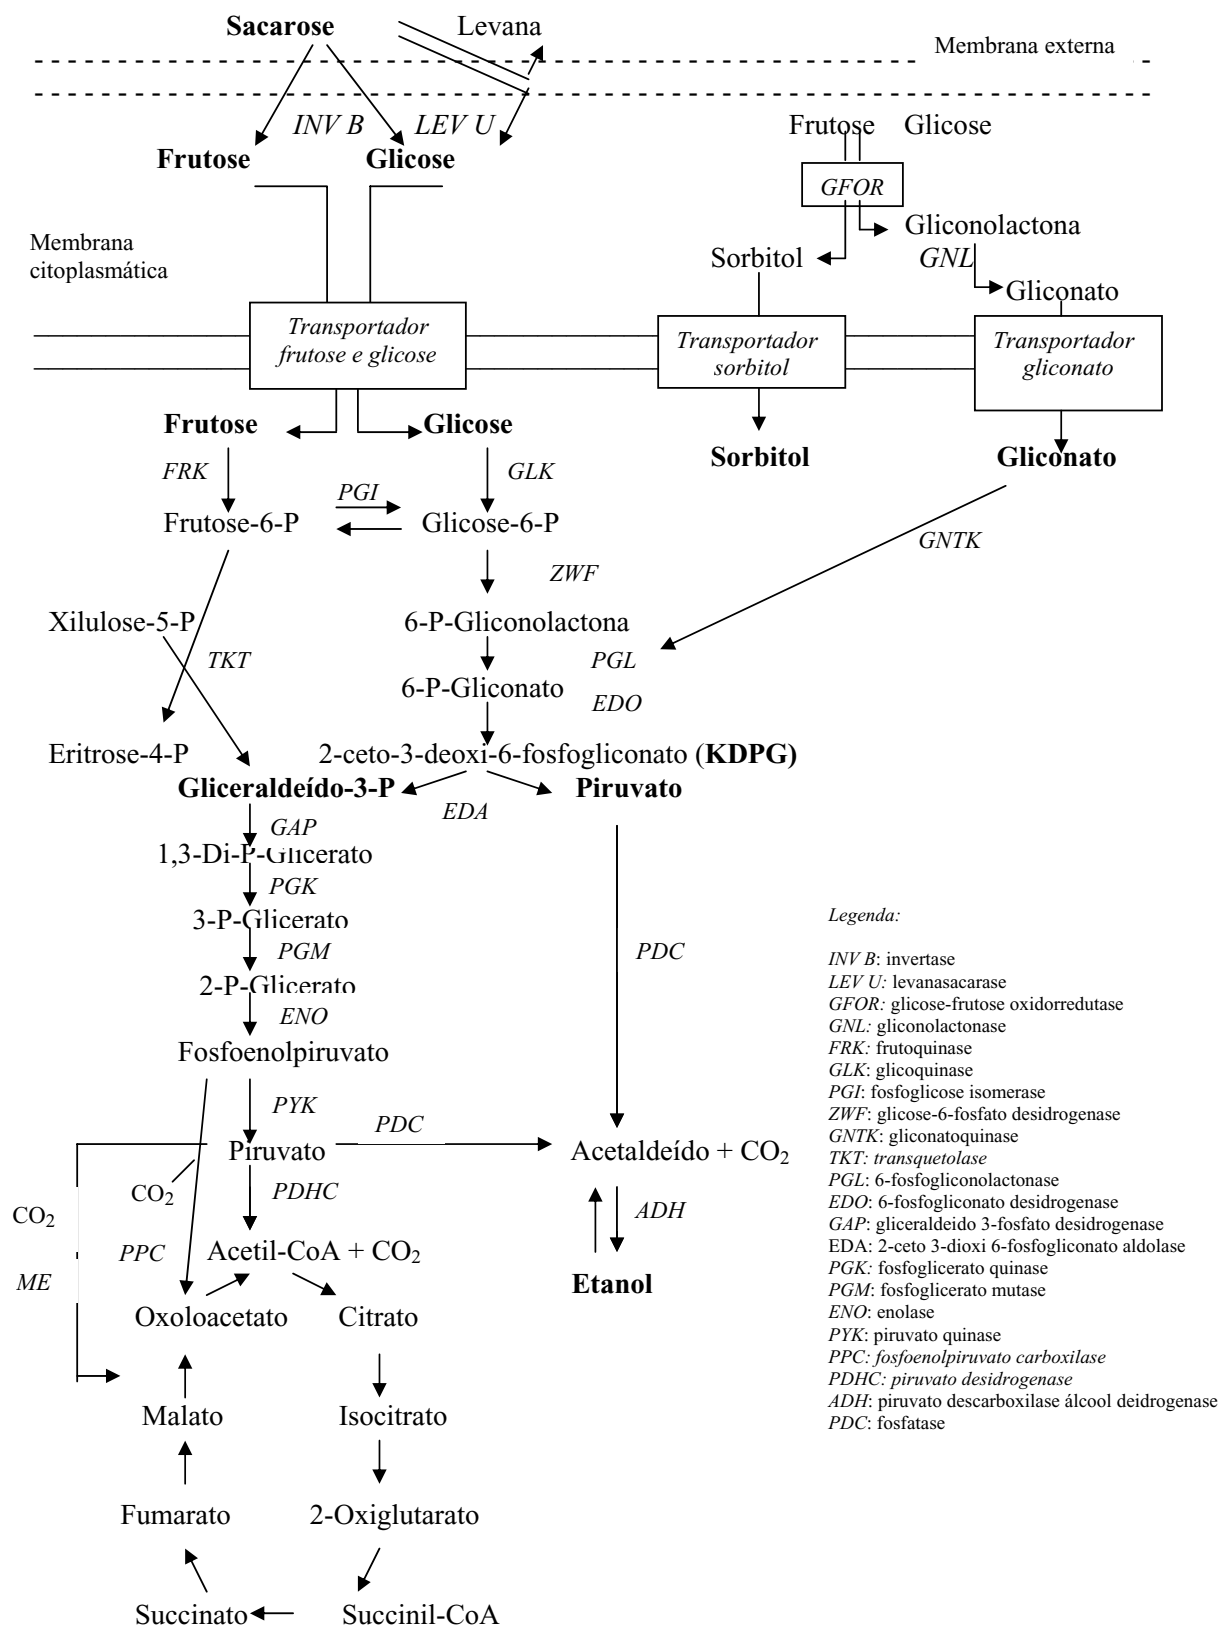 Sacarose
Levana
Membrana externa
INV B
LEV U
Frutose
Glicose
Frutose
Glicose
GFOR
Gliconolactona
Membrana
citoplasmática
Sorbitol
GNL
Gliconato
Transportador
frutose e glicose
Transportador
sorbitol
Transportador
gliconato
Frutose
Glicose
Sorbitol
Gliconato
FRK
PGI
GLK
Frutose-6-P
Glicose-6-P
GNTK
ZWF
Xilulose-5-P
6-P-Gliconolactona
TKT
PGL
6-P-Gliconato
EDO
Eritrose-4-P
2-ceto-3-deoxi-6-fosfogliconato (KDPG)
Gliceraldeído-3-P
Piruvato
EDA
GAP
1,3-Di-P-Glicerato
PGK
3-P-Glicerato
PGM
PDC
2-P-Glicerato
ENO
Fosfoenolpiruvato
PYK
PDC
Piruvato
Acetaldeído + CO2
CO2
PDHC
CO2
ADH
PPC
Acetil-CoA + CO2
ME
Etanol
Oxoloacetato
Citrato
Malato
Isocitrato
Fumarato
2-Oxiglutarato
Succinato
Succinil-CoA
Legenda:
INV B: invertase
LEV U: levanasacarase
GFOR: glicose-frutose oxidorredutase
GNL: gliconolactonase
FRK: frutoquinase
GLK: glicoquinase
PGI: fosfoglicose isomerase
ZWF: glicose-6-fosfato desidrogenase
GNTK: gliconatoquinase
TKT: transquetolase
PGL: 6-fosfogliconolactonase
EDO: 6-fosfogliconato desidrogenase
GAP: gliceraldeido 3-fosfato desidrogenase
EDA: 2-ceto 3-dioxi 6-fosfogliconato aldolase
PGK: fosfoglicerato quinase
PGM: fosfoglicerato mutase
ENO: enolase
PYK: piruvato quinase
PPC: fosfoenolpiruvato carboxilase
PDHC: piruvato desidrogenase
ADH: piruvato descarboxilase álcool deidrogenase
PDC: fosfatase